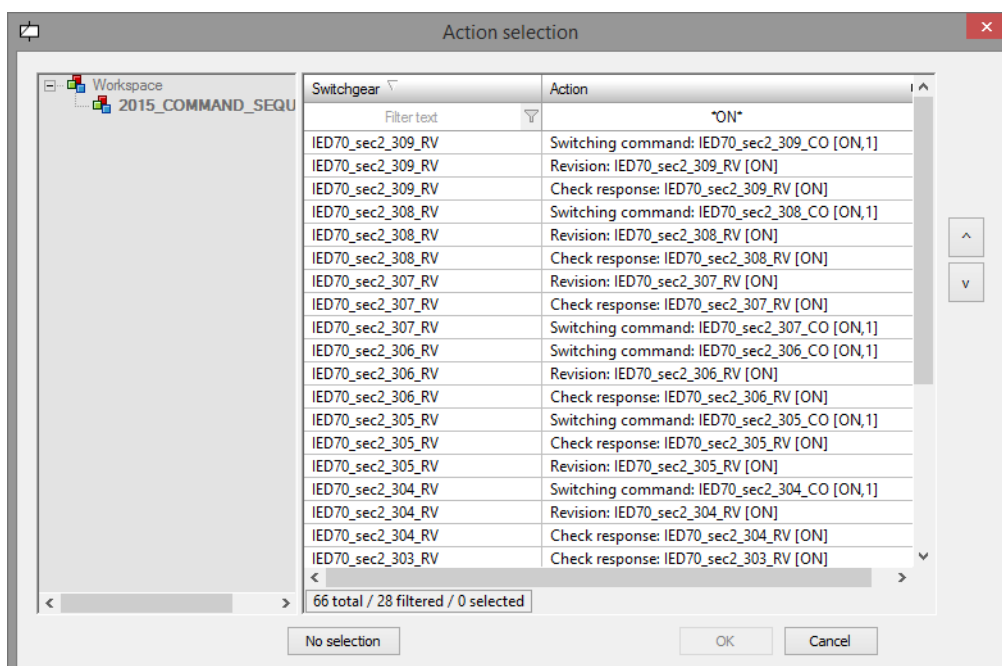 Action selection
Workspace
2015_COMMAND_SEQU
Switchgear Action
Filter text *ON*
IED70_sec2_309_RV Switching command: IED70_sec2_309_CO [ON,1]
IED70_sec2_309_RV Revision: IED70_sec2_309_RV [ON]
IED70_sec2_309_RV Check response: IED70_sec2_309_RV [ON]
IED70_sec2_308_RV Switching command: IED70_sec2_308_CO [ON,1]
IED70_sec2_308_RV Revision: IED70_sec2_308_RV [ON]
IED70_sec2_308_RV Check response: IED70_sec2_308_RV [ON]
IED70_sec2_307_RV Revision: IED70_sec2_307_RV [ON]
IED70_sec2_307_RV Check response: IED70_sec2_307_RV [ON]
IED70_sec2_307_RV Switching command: IED70_sec2_307_CO [ON,1]
IED70_sec2_306_RV Switching command: IED70_sec2_306_CO [ON,1]
IED70_sec2_306_RV Revision: IED70_sec2_306_RV [ON]
IED70_sec2_306_RV Check response: IED70_sec2_306_RV [ON]
IED70_sec2_305_RV Switching command: IED70_sec2_305_CO [ON,1]
IED70_sec2_305_RV Check response: IED70_sec2_305_RV [ON]
IED70_sec2_305_RV Revision: IED70_sec2_305_RV [ON]
IED70_sec2_304_RV Switching command: IED70_sec2_304_CO [ON,1]
IED70_sec2_304_RV Revision: IED70_sec2_304_RV [ON]
IED70_sec2_304_RV Check response: IED70_sec2_304_RV [ON]
IED70_sec2_303_RV Check response: IED70_sec2_303_RV [ON]
66 total / 28 filtered / 0 selected
No selection OK Cancel